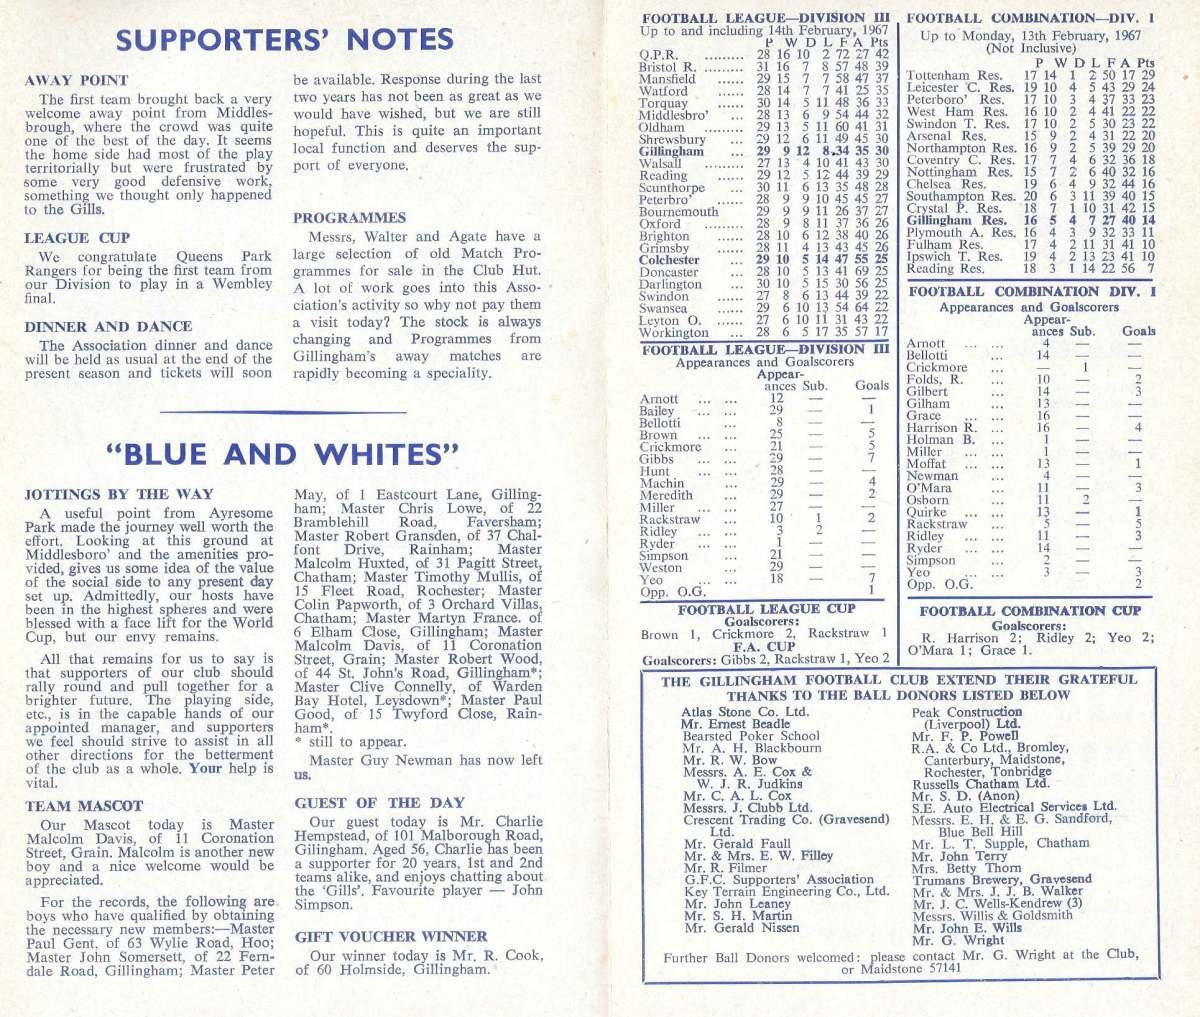 SUPPORTERS' NOTES
AWAY POINT
The first team brought back a very
welcome away point from Middles-
brough, where the crowd was quite
one of the best of the day. It seems
the home side had most of the play
territorially but were frustrated by
some very good defensive work,
something we thought only happened
to the Gills.
LEAGUE CUP
We congratulate Queens Park
Rangers for being the first team from
our Division to play in a Wembley
final.
DINNER AND DANCE
The Association dinner and dance
will be held as usual at the end of the
present season and tickets will soon
be available. Response during the last
two years has not been as great as we
would have wished, but we are still
hopeful. This is quite an important
local function and deserves the sup-
port of everyone.
PROGRAMMES
Messrs, Walter and Agate have a
large selection of old Match Pro-
grammes for sale in the Club Hut.
A lot of work goes into this Asso-
ciation's activity so why not pay them
a visit today? The stock is always
changing and Programmes from
Gillingham's away matches are
rapidly becoming a speciality.
"BLUE AND WHITES"
JOTTINGS BY THE WAY
A useful point from Ayresome
Park made the journey well worth the
effort. Looking at this ground at
Middlesboro' and the amenities pro-
vided, gives us some idea of the value
of the social side to any present day
set up. Admittedly, our hosts have
been in the highest spheres and were
blessed with a face lift for the World
Cup, but our envy remains.
All that remains for us to say is
that supporters of our club should
rally round and pull together for a
brighter future. The playing side,
etc., is in the capable hands of our
appointed manager, and supporters
we feel should strive to assist in all
other directions for the betterment
of the club as a whole. Your help is
vital.
TEAM MASCOT
Our Mascot today is Master
Malcolm Davis, of 11 Coronation
Street, Grain. Malcolm is another new
boy and a nice welcome would be
appreciated.
For the records, the following are
boys who have qualified by obtaining
the necessary new members:—Master
Paul Gent, of 63 Wylie Road, Hoo;
Master John Somersett, of 22 Fern-
dale Road, Gillingham; Master Peter
May, of 1 Eastcourt Lane, Gilling-
ham; Master Chris Lowe, of 22
Bramblehill Road, Faversham;
Master Robert Gransden, of 37 Chal-
font Drive, Rainham; Master
Malcolm Huxted, of 31 Pagitt Street,
Chatham; Master Timothy Mullis, of
15 Fleet Road, Rochester; Master
Colin Papworth, of 3 Orchard Villas,
Chatham; Master Martyn France. of
6 Elham Close, Gillingham; Master
Malcolm Davis, of 11 Coronation
Street, Grain; Master Robert Wood,
of 44 St. John's Road, Gillingham*;
Master Clive Connelly, of Warden
Bay Hotel, Leysdown*; Master Paul
Good, of 15 Twyford Close, Rain-
ham*.
* still to appear.
Master Guy Newman has now left
us.
GUEST OF THE DAY
Our guest today is Mr. Charlie
Hempstead, of 101 Malborough Road,
Gilingham. Aged 56, Charlie has been
a supporter for 20 years, 1st and 2nd
teams alike, and enjoys chatting about
the 'Gills'. Favourite player — John
Simpson.
GIFT VOUCHER WINNER
Our winner today is Mr. R. Cook,
of 60 Holmside, Gillingham.
FOOTBALL LEAGUE—DIVISION III
Up to and including 14th February, 1967
P W D L F A Pts
Q.P.R. ......... 28 16 10 2 72 27 42
Bristol R. ......... 31 16 7 8 57 48 39
Mansfield ...... 29 15 7 7 58 47 37
Watford ...... 28 14 7 7 41 25 35
Torquay ...... 30 14 5 11 48 36 33
Middlesbro' ... 28 13 6 9 54 44 32
Oldham ......... 29 13 5 11 60 41 31
Shrewsbury ... 29 12 6 11 49 45 30
Gillingham ... 29 9 12 8 34 35 30
Walsall ......... 27 13 4 10 41 43 30
Reading ...... 29 12 5 12 44 39 29
Scunthorpe ... 30 11 6 13 35 48 28
Peterbro' ...... 28 9 9 10 45 45 27
Bournemouth 29 9 9 11 26 37 27
Oxford ......... 28 9 8 11 37 36 26
Brighton ...... 28 10 6 12 38 40 26
Grimsby ...... 28 11 4 13 43 45 26
Colchester ... 29 10 5 14 47 55 25
Doncaster ... 28 10 5 13 41 69 25
Darlington ... 30 10 5 15 30 56 25
Swindon ...... 27 8 6 13 44 39 22
Swansea ...... 29 6 10 13 54 64 22
Leyton O. ...... 27 6 10 11 31 43 22
Workington ... 28 6 5 17 35 57 17
FOOTBALL LEAGUE—DIVISION III
Appearances and Goalscorers
Appear-
ances Sub. Goals
Arnott ... ... 12 — —
Bailey ... ... 29 — 1
Bellotti ... 8 — —
Brown ... ... 25 — 5
Crickmore ... 21 — 5
Gibbs ... ... 29 — 7
Hunt ... ... 28 — —
Machin ... 29 — 4
Meredith ... 29 — 2
Miller ... ... 27 — —
Rackstraw ... 10 1 2
Ridley ... ... 3 2 —
Ryder ... ... 1 — —
Simpson ... 21 — —
Weston ... 29 — —
Yeo ... ... 18 — 7
Opp. O.G. 1
FOOTBALL LEAGUE CUP
Goalscorers:
Brown 1, Crickmore 2, Rackstraw 1
F.A. CUP
Goalscorers: Gibbs 2, Rackstraw 1, Yeo 2
FOOTBALL COMBINATION—DIV. 1
Up to Monday, 13th February, 1967
(Not Inclusive)
P W D L F A Pts
Tottenham Res. 17 14 1 2 50 17 29
Leicester C. Res. 19 10 4 5 43 29 24
Peterboro' Res. 17 10 3 4 37 33 23
West Ham Res. 16 10 2 4 41 22 22
Swindon T. Res. 17 10 2 5 30 23 22
Arsenal Res. 15 9 2 4 31 22 20
Northampton Res. 16 9 2 5 39 29 20
Coventry C. Res. 17 7 4 6 32 36 18
Nottingham Res. 15 7 2 6 40 32 16
Chelsea Res. 19 6 4 9 32 44 16
Southampton Res. 20 6 3 11 39 40 15
Crystal P. Res. 18 7 1 10 31 42 15
Gillingham Res. 16 5 4 7 27 40 14
Plymouth A. Res. 16 4 3 9 32 33 11
Fulham Res. 17 4 2 11 31 41 10
Ipswich T. Res. 19 4 2 13 23 41 10
Reading Res. 18 3 1 14 22 56 7
FOOTBALL COMBINATION DIV. I
Appearances and Goalscorers
Appear-
ances Sub. Goals
Arnott ... ... 4 — —
Bellotti ... 14 — —
Crickmore ... — 1 —
Folds, R. ... 10 — 2
Gilbert ... 14 — 3
Gilham ... 13 — —
Grace ... ... 16 — —
Harrison R. ... 16 — 4
Holman B. ... 1 — —
Miller ... ... 1 — —
Moffat ... ... 13 — 1
Newman ... 4 — —
O'Mara ... 11 — 3
Osborn ... 11 2 —
Quirke ... ... 13 — 1
Rackstraw ... 5 — 5
Ridley ... ... 11 — 3
Ryder ... 14 — —
Simpson ... 2 — —
Yeo ... ... 3 — 3
Opp. O.G. 2
FOOTBALL COMBINATION CUP
Goalscorers:
R. Harrison 2; Ridley 2; Yeo 2;
O'Mara 1; Grace 1.
THE GILLINGHAM FOOTBALL CLUB EXTEND THEIR GRATEFUL
THANKS TO THE BALL DONORS LISTED BELOW
Atlas Stone Co. Ltd.
Mr. Ernest Beadle
Bearsted Poker School
Mr. A. H. Blackbourn
Mr. R. W. Bow
Messrs. A. E. Cox &
W. J. R. Judkins
Mr. C. A. L. Cox
Messrs. J. Clubb Ltd.
Crescent Trading Co. (Gravesend)
Ltd.
Mr. Gerald Faull
Mr. & Mrs. E. W. Filley
Mr. R. Filmer
G.F.C. Supporters' Association
Key Terrain Engineering Co., Ltd.
Mr. John Leaney
Mr. S. H. Martin
Mr. Gerald Nissen
Peak Construction
(Liverpool) Ltd.
Mr. F. P. Powell
R.A. & Co Ltd., Bromley,
Canterbury, Maidstone,
Rochester, Tonbridge
Russells Chatham Ltd.
Mr. S. D. (Anon)
S.E. Auto Electrical Services Ltd.
Messrs. E. H. & E. G. Sandford,
Blue Bell Hill
Mr. L. T. Supple, Chatham
Mr. John Terry
Mrs. Betty Thorn
Trumans Brewery, Gravesend
Mr. & Mrs. J. J. B. Walker
Mr. J. C. Wells-Kendrew (3)
Messrs. Willis & Goldsmith
Mr. John E. Wills
Mr. G. Wright
Further Ball Donors welcomed: please contact Mr. G. Wright at the Club,
or Maidstone 57141